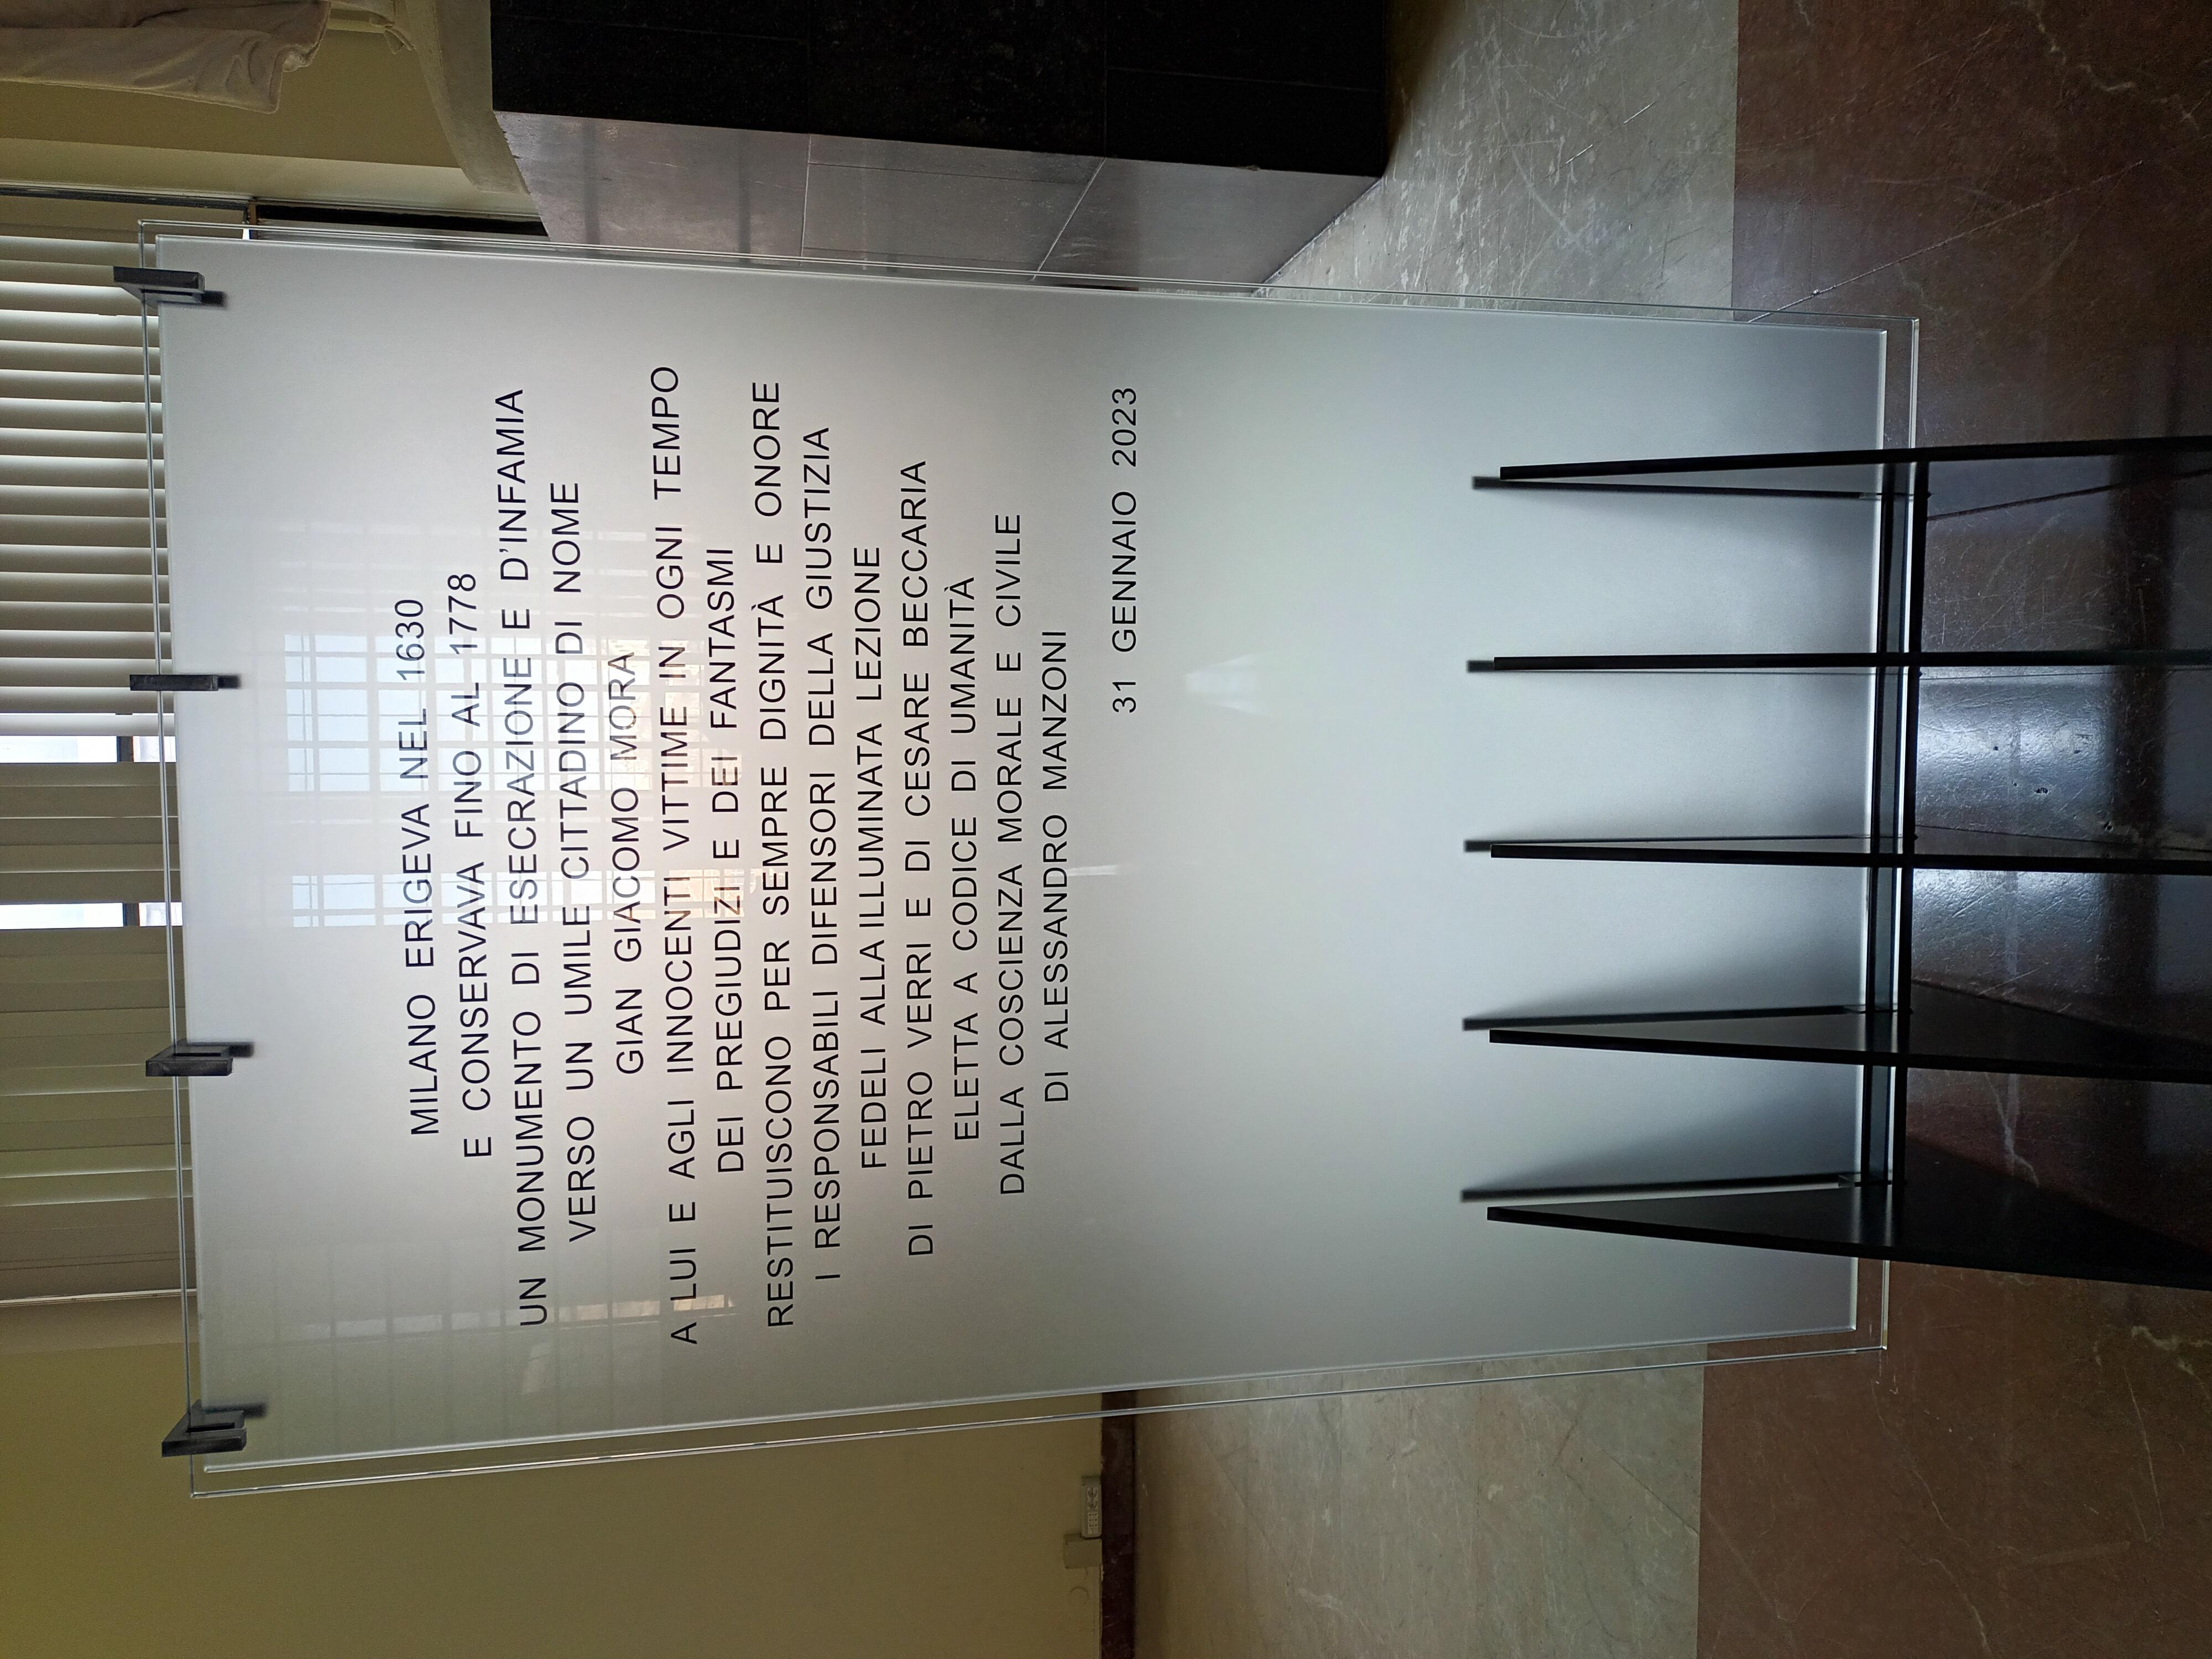 MILANO ERIGEVA NEL 1630
E CONSERVAVA FINO AL 1778
UN MONUMENTO DI ESECRAZIONE E D'INFAMIA
VERSO UN UMILE CITTADINO DI NOME
GIAN GIACOMO MORA
A LUI E AGLI INNOCENTI VITTIME IN OGNI TEMPO
DEI PREGIUDIZI E DEI FANTASMI
RESTITUISCONO PER SEMPRE DIGNITÀ E ONORE
I RESPONSABILI DIFENSORI DELLA GIUSTIZIA
FEDELI ALLA ILLUMINATA LEZIONE
DI PIETRO VERRI E DI CESARE BECCARIA
ELETTA A CODICE DI UMANITÀ
DALLA COSCIENZA MORALE E CIVILE
DI ALESSANDRO MANZONI
31 GENNAIO 2023